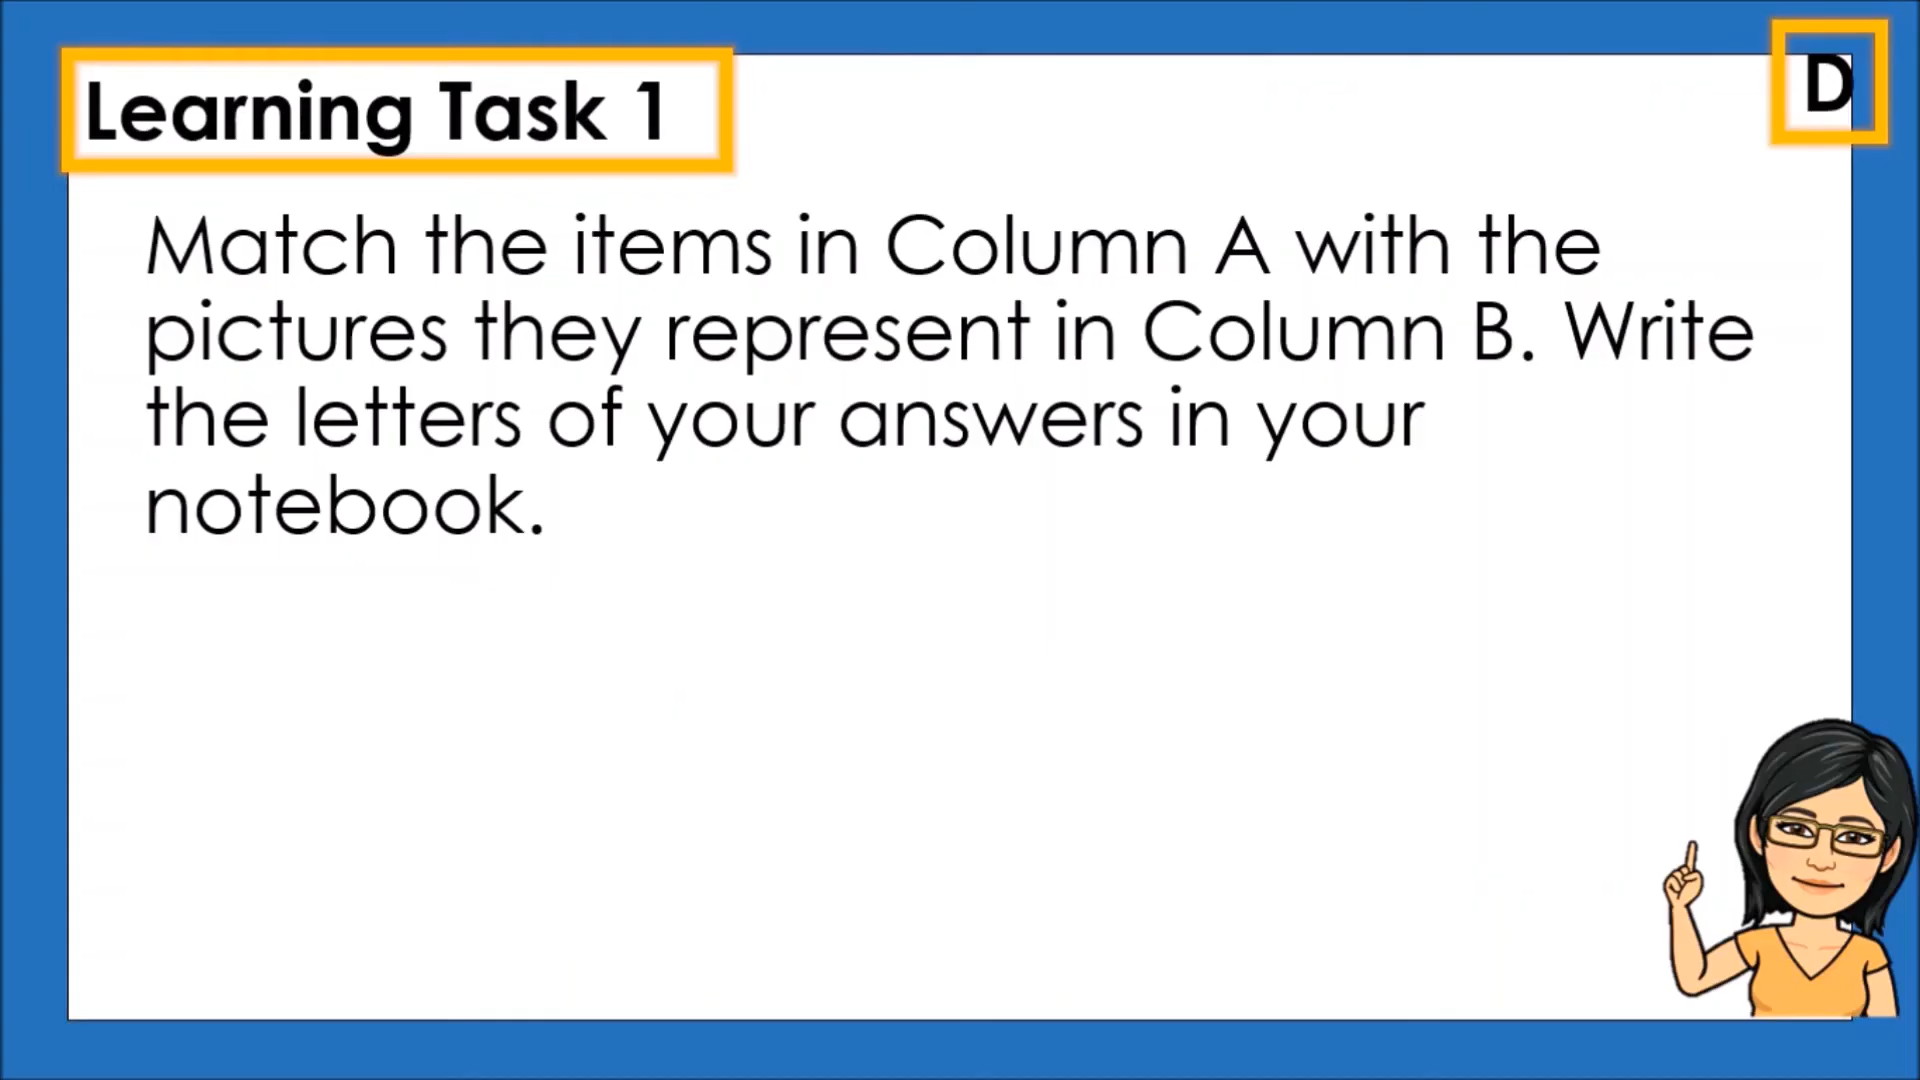 Learning Task 1
D
Match the items in Column A with the
pictures they represent in Column B. Write
the letters of your answers in your
notebook.